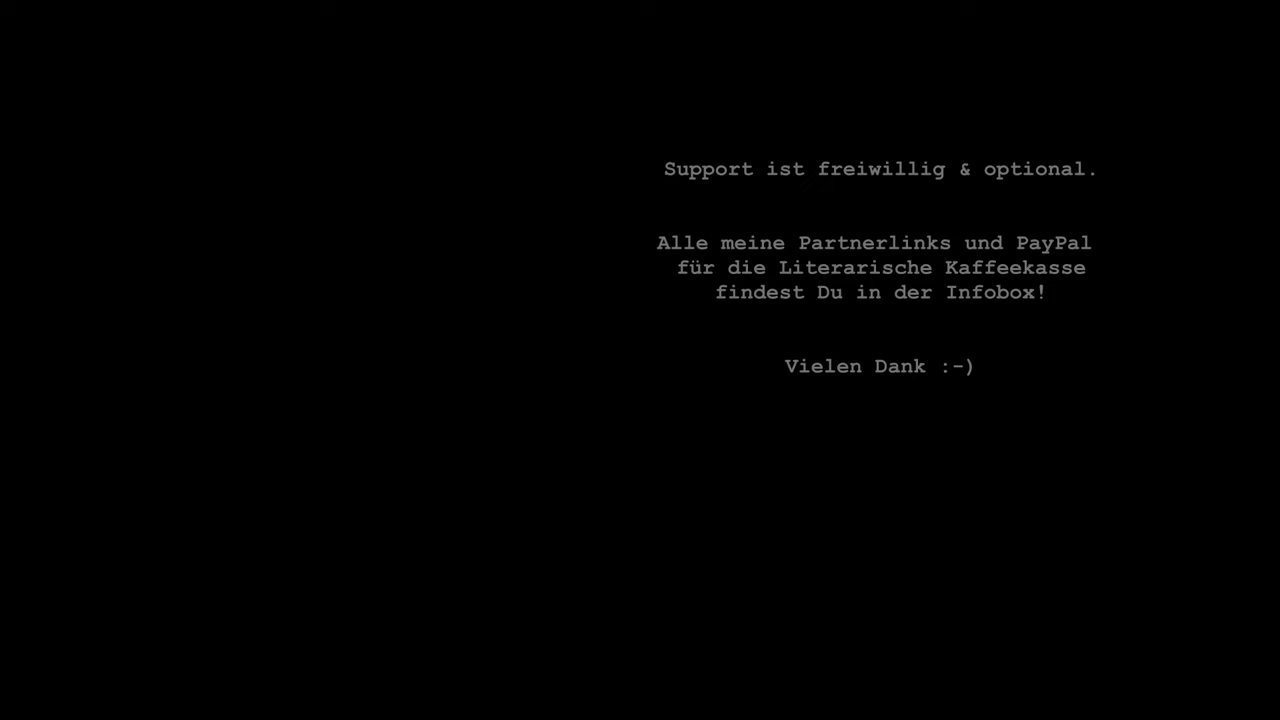 Support ist freiwillig & optional.
Alle meine Partnerlinks und PayPal
für die Literarische Kaffeekasse
findest Du in der Infobox!
Vielen Dank :-)